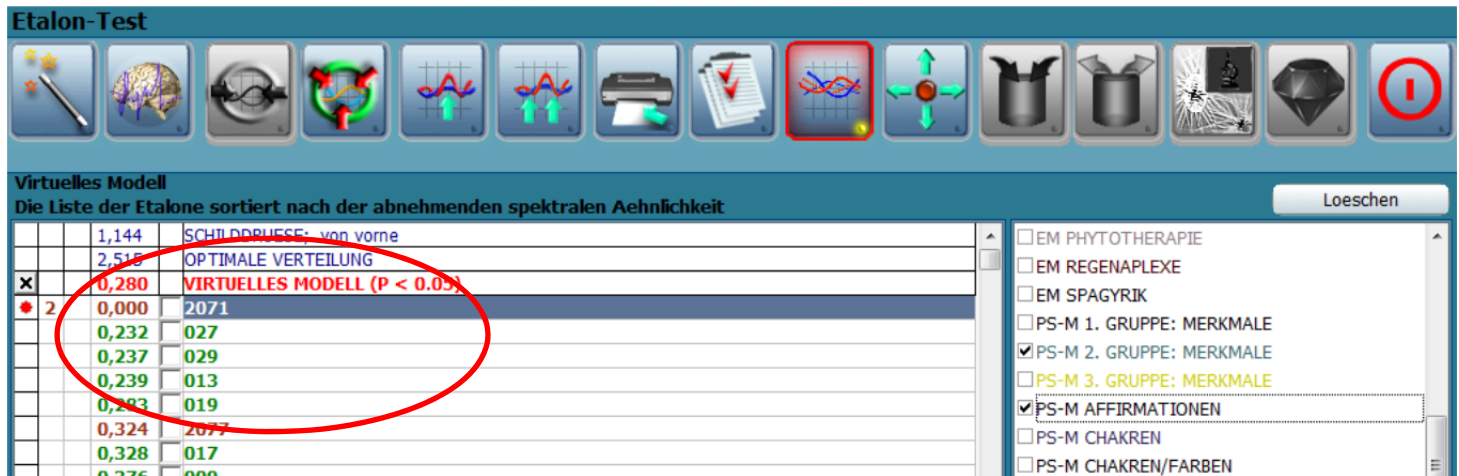 Etalon-Test
Virtuelles Modell
Die Liste der Etalone sortiert nach der abnehmenden spektralen Aehnlichkeit
Loeschen
1,144 SCHILDDRUESE; von vorne
2,515 OPTIMALE VERTEILUNG
0,280 VIRTUELLES MODELL (P < 0.05)
2 0,000 2071
0,232 027
0,237 029
0,239 013
0,283 019
0,324 2077
0,328 017
EM PHYTOTHERAPIE
EM REGENAPLEXE
EM SPAGYRIK
PS-M 1. GRUPPE: MERKMALE
PS-M 2. GRUPPE: MERKMALE
PS-M 3. GRUPPE: MERKMALE
PS-M AFFIRMATIONEN
PS-M CHAKREN
PS-M CHAKREN/FARBEN